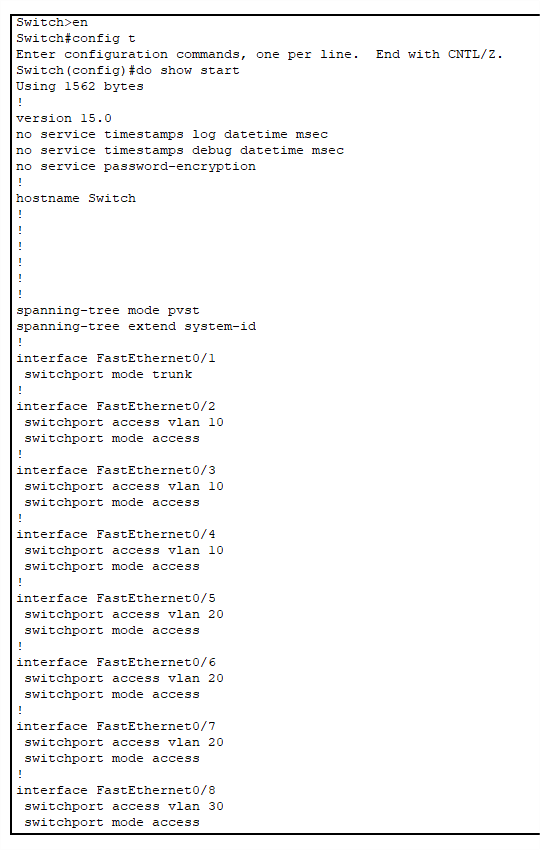 Switch>en
Switch#config t
Enter configuration commands, one per line.  End with CNTL/Z.
Switch(config)#do show start
Using 1562 bytes
!
version 15.0
no service timestamps log datetime msec
no service timestamps debug datetime msec
no service password-encryption
!
hostname Switch
!
!
!
!
!
!
spanning-tree mode pvst
spanning-tree extend system-id
!
interface FastEthernet0/1
 switchport mode trunk
!
interface FastEthernet0/2
 switchport access vlan 10
 switchport mode access
!
interface FastEthernet0/3
 switchport access vlan 10
 switchport mode access
!
interface FastEthernet0/4
 switchport access vlan 10
 switchport mode access
!
interface FastEthernet0/5
 switchport access vlan 20
 switchport mode access
!
interface FastEthernet0/6
 switchport access vlan 20
 switchport mode access
!
interface FastEthernet0/7
 switchport access vlan 20
 switchport mode access
!
interface FastEthernet0/8
 switchport access vlan 30
 switchport mode access